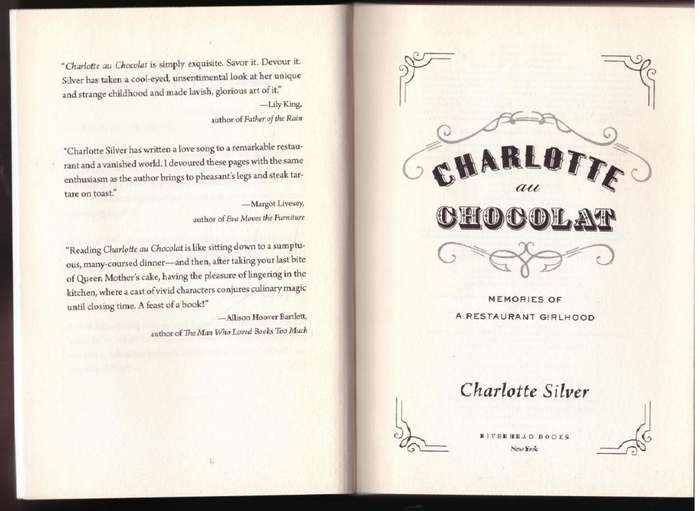 "Charlotte au Chocolat is simply exquisite. Savor it. Devour it.
Silver has taken a cool-eyed, unsentimental look at her unique
and strange childhood and made lavish, glorious art of it."
—Lily King,
author of Father of the Rain
"Charlotte Silver has written a love song to a remarkable restau-
rant and a vanished world. I devoured these pages with the same
enthusiasm as the author brings to pheasant's legs and steak tar-
tare on toast."
—Margot Livesey,
author of Eva Moves the Furniture
"Reading Charlotte au Chocolat is like sitting down to a sumptu-
ous, many-coursed dinner—and then, after taking your last bite
of Queen Mother's cake, having the pleasure of lingering in the
kitchen, where a cast of vivid characters conjures culinary magic
until closing time. A feast of a book!"
—Allison Hoover Bartlett,
author of The Man Who Loved Books Too Much
CHARLOTTE
au
CHOCOLAT
MEMORIES OF
A RESTAURANT GIRLHOOD
Charlotte Silver
RIVERHEAD BOOKS
New York